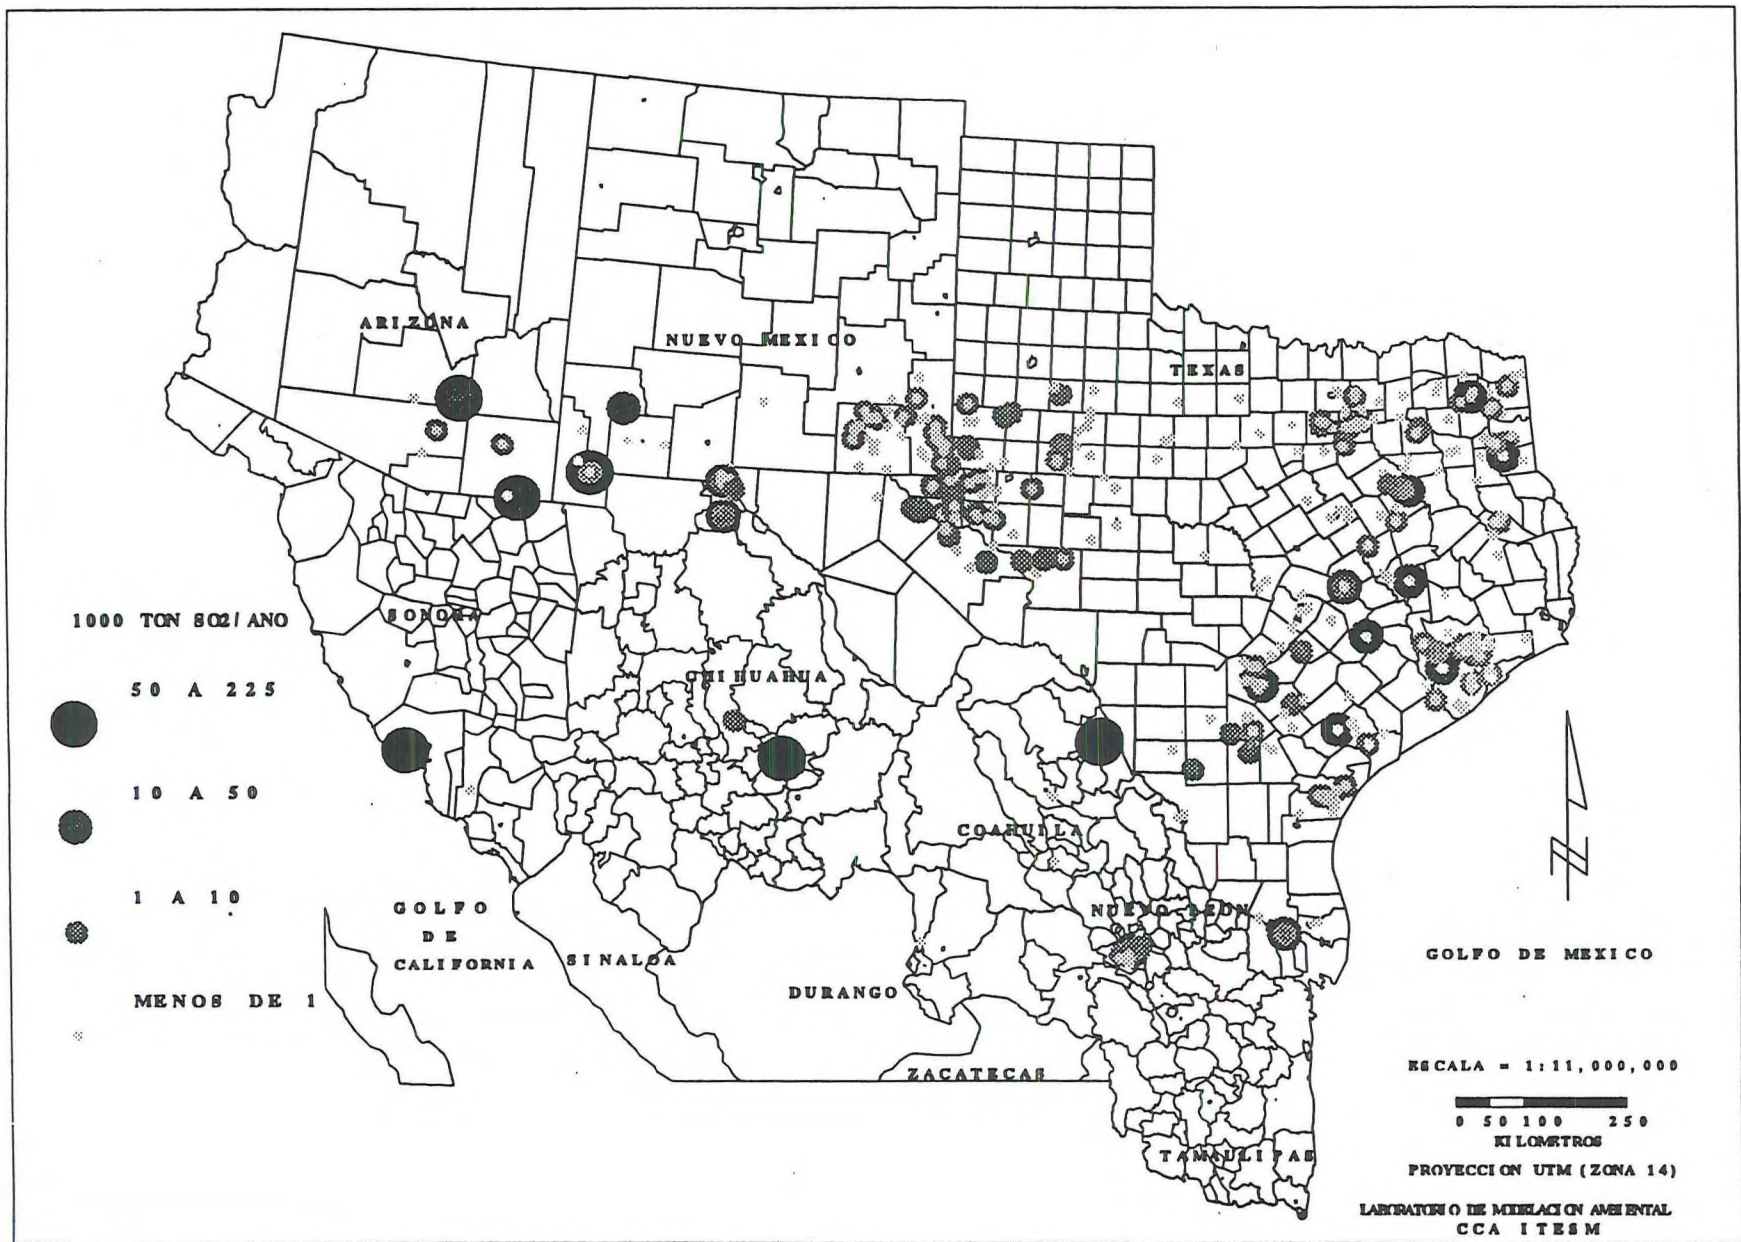 ARIZONA
NUEVO MEXICO
TEXAS
SONORA
1000 TON SO2/ANO
50 A 225
CHIHUAHUA
10 A 50
COAHUILA
1 A 10
GOLFO
DE
CALIFORNIA
SINALOA
NUEVO LEON
GOLFO DE MEXICO
MENOS DE 1
DURANGO
ZACATECAS
ESCALA = 1:11,000,000
0 50 100 250
KILOMETROS
TAMAULIPAS
PROYECCION UTM (ZONA 14)
LABORATORIO DE MODELACION AMBIENTAL
CCA ITESM